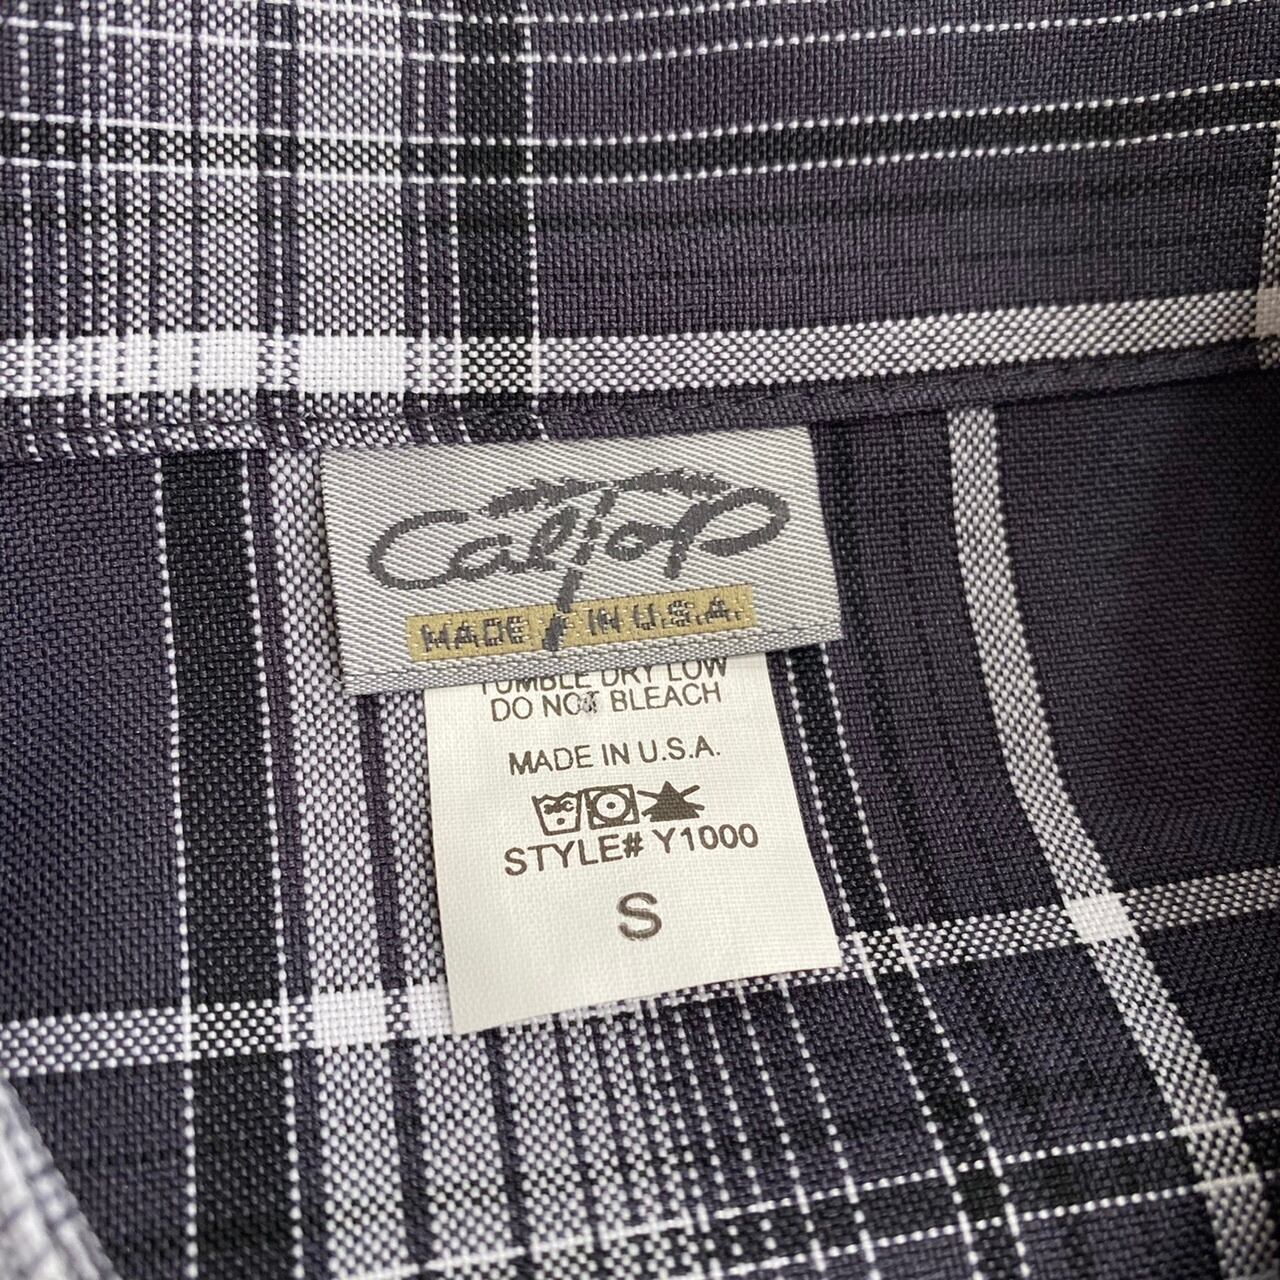 CalTop
MADE IN U.S.A.
TUMBLE DRY LOW
DO NOT BLEACH
MADE IN U.S.A.
STYLE# Y1000
S